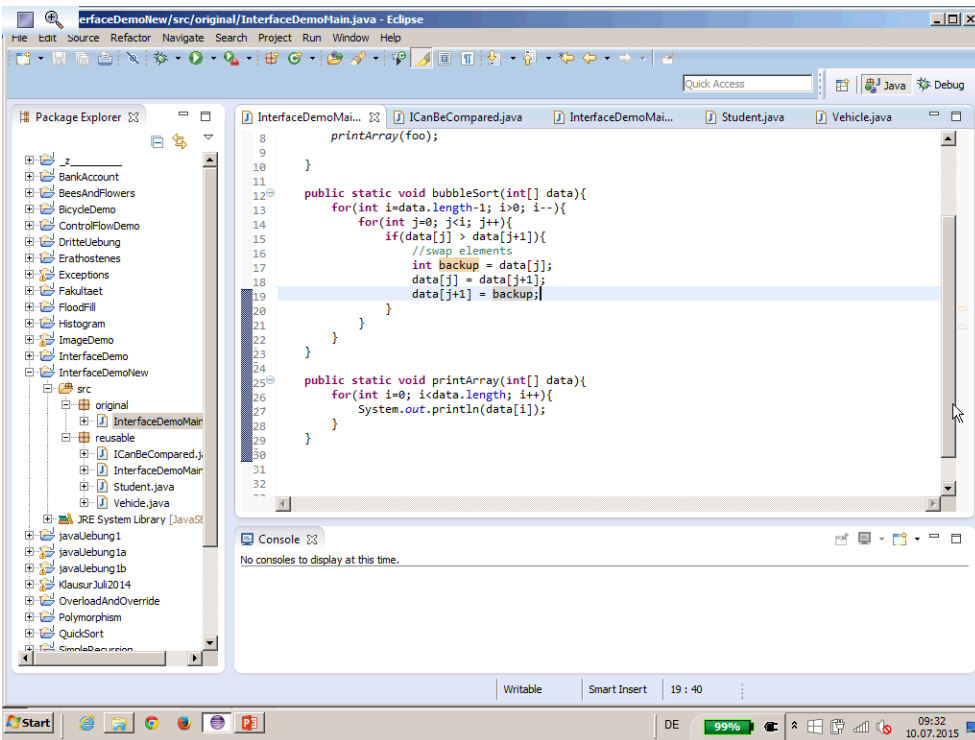 erfaceDemoNew/src/original/InterfaceDemoMain.java - Eclipse
File Edit Source Refactor Navigate Search Project Run Window Help
Quick Access
Java
Debug
Package Explorer
InterfaceDemoMai...
ICanBeCompared.java
InterfaceDemoMai...
Student.java
Vehicle.java
_z_________
BankAccount
BeesAndFlowers
BicycleDemo
ControlFlowDemo
DritteUebung
Erathostenes
Exceptions
Fakultaet
FloodFill
Histogram
ImageDemo
InterfaceDemo
InterfaceDemoNew
src
original
InterfaceDemoMain
reusable
ICanBeCompared.j
InterfaceDemoMain
Student.java
Vehicle.java
JRE System Library [JavaSE
javaUebung1
javaUebung1a
javaUebung1b
KlausurJuli2014
OverloadAndOverride
Polymorphism
QuickSort
SimpleRecursion
8 printArray(foo);
9
10 }
11
12 public static void bubbleSort(int[] data){
13 for(int i=data.length-1; i>0; i--){
14 for(int j=0; j<i; j++){
15 if(data[j] > data[j+1]){
16 //swap elements
17 int backup = data[j];
18 data[j] = data[j+1];
19 data[j+1] = backup;
20 }
21 }
22 }
23 }
24
25 public static void printArray(int[] data){
26 for(int i=0; i<data.length; i++){
27 System.out.println(data[i]);
28 }
29 }
30
31
32
Console
No consoles to display at this time.
Writable
Smart Insert
19 : 40
Start
DE
99%
09:32
10.07.2015